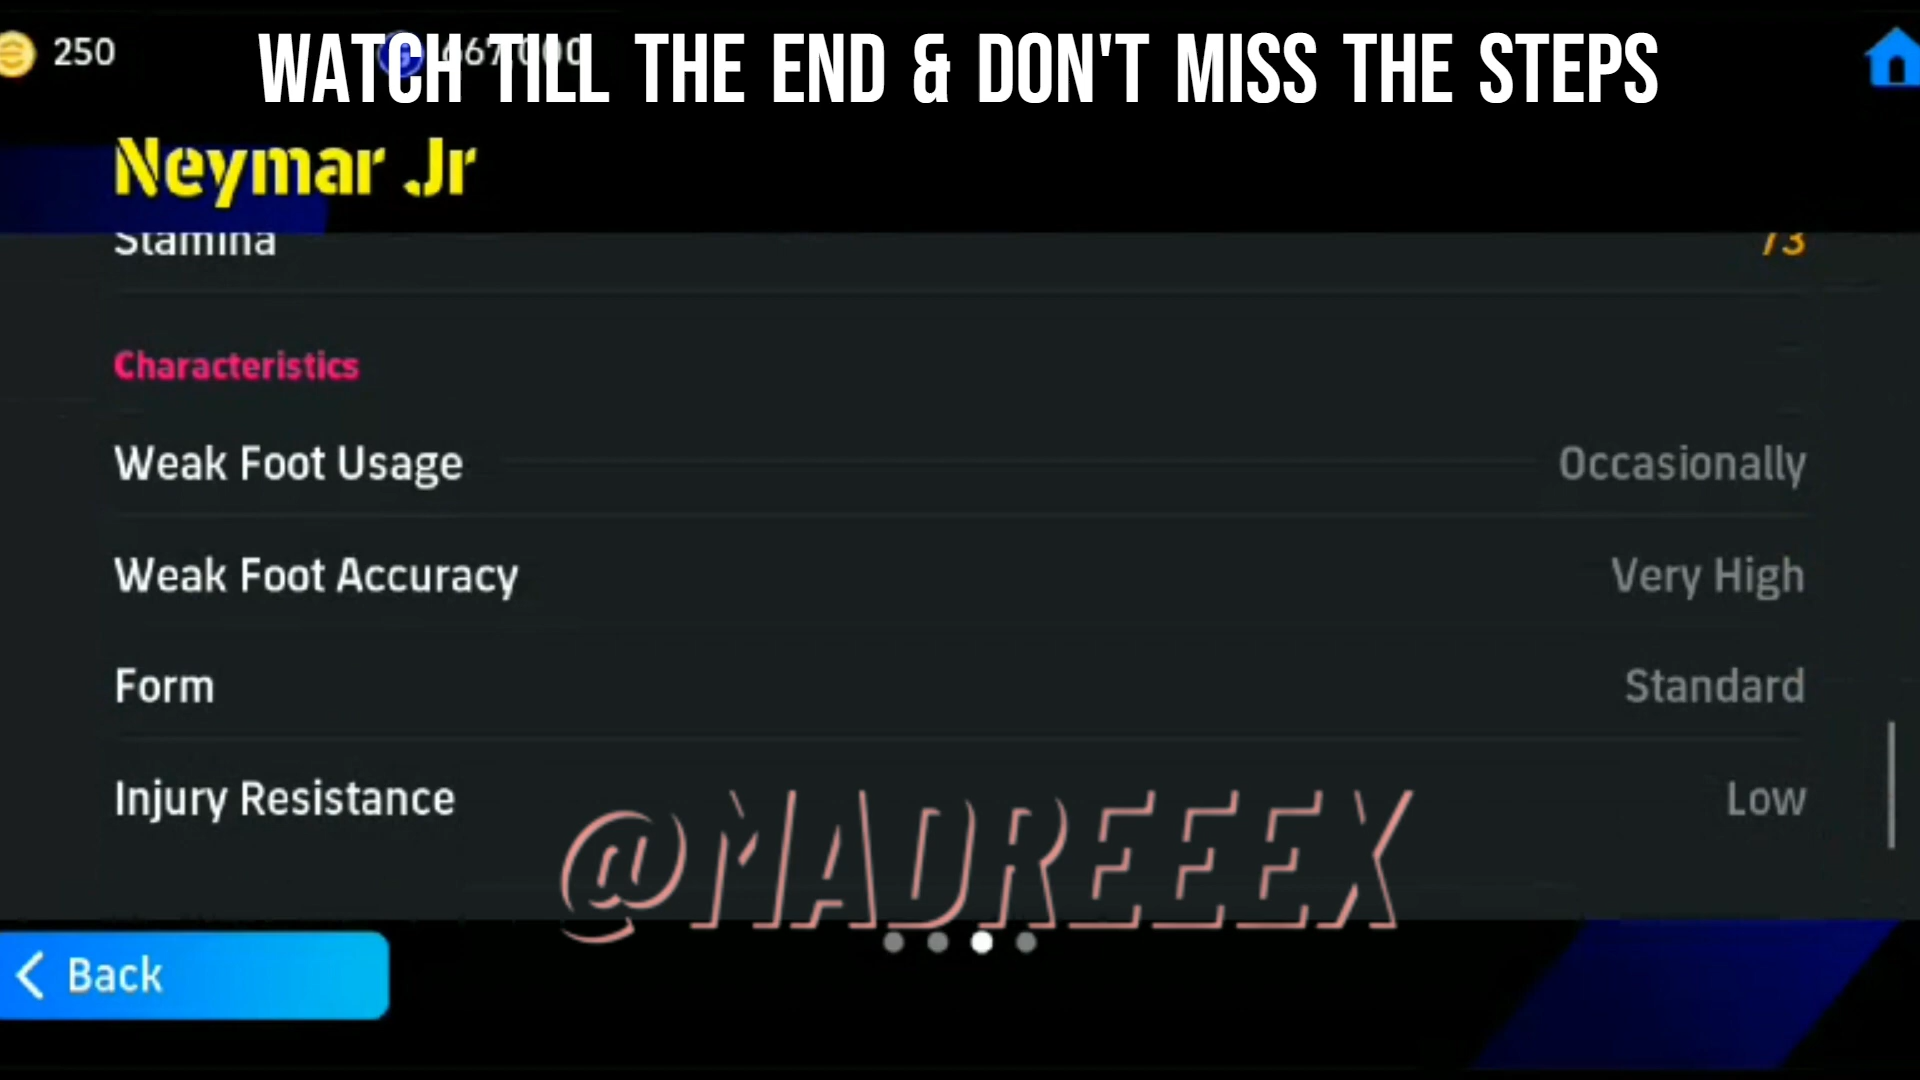 250
WATCH TILL THE END & DON'T MISS THE STEPS
Neymar Jr
Stamina 73
Characteristics
Weak Foot Usage Occasionally
Weak Foot Accuracy Very High
Form Standard
Injury Resistance Low
@MADREEEX
Back